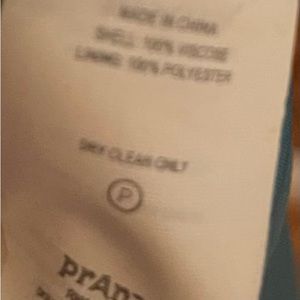 MADE IN CHINA
SHELL: 100% VISCOSE
LINING: 100% POLYESTER
DRY CLEAN ONLY
P
prAna